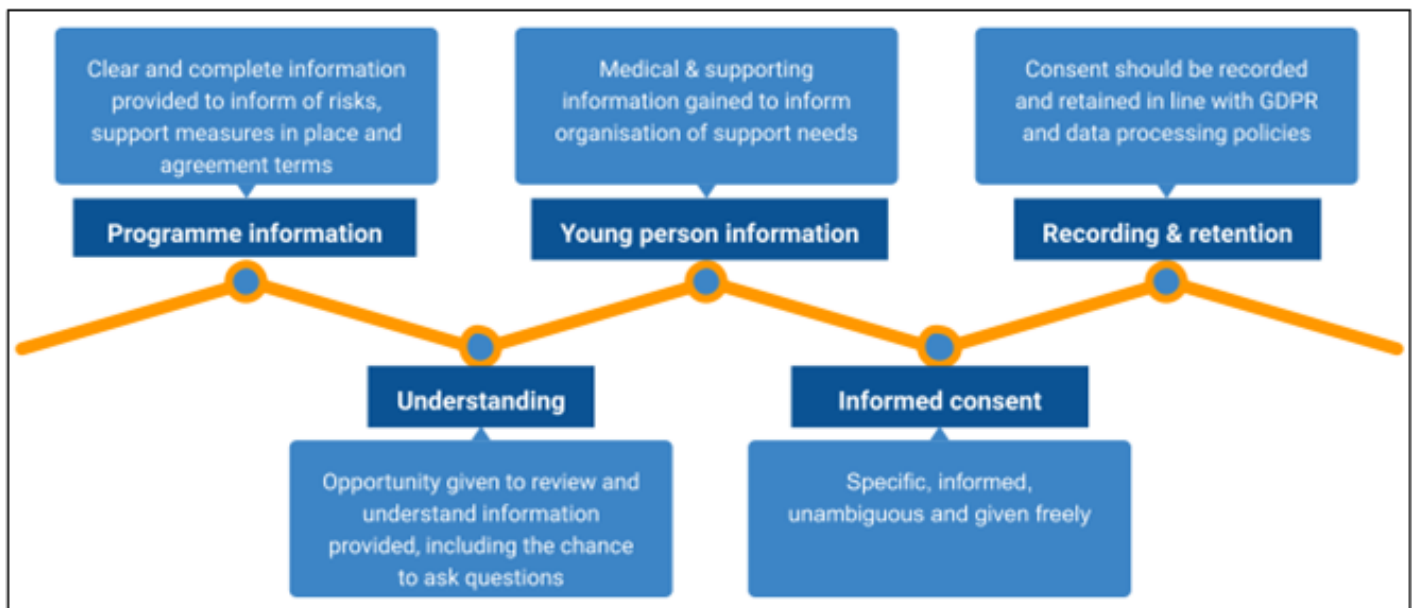 Clear and complete information
provided to inform of risks,
support measures in place and
agreement terms
Programme information
Medical & supporting
information gained to inform
organisation of support needs
Young person information
Consent should be recorded
and retained in line with GDPR
and data processing policies
Recording & retention
Understanding
Opportunity given to review and
understand information
provided, including the chance
to ask questions
Informed consent
Specific, informed,
unambiguous and given freely